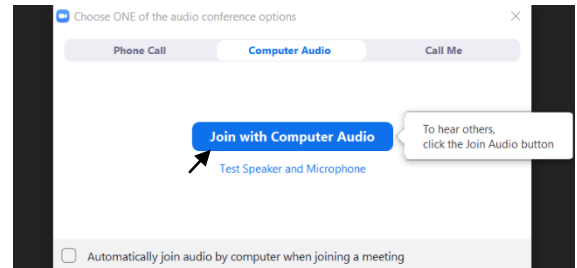 Choose ONE of the audio conference options
Phone Call
Computer Audio
Call Me
Join with Computer Audio
To hear others,
click the Join Audio button
Test Speaker and Microphone
Automatically join audio by computer when joining a meeting